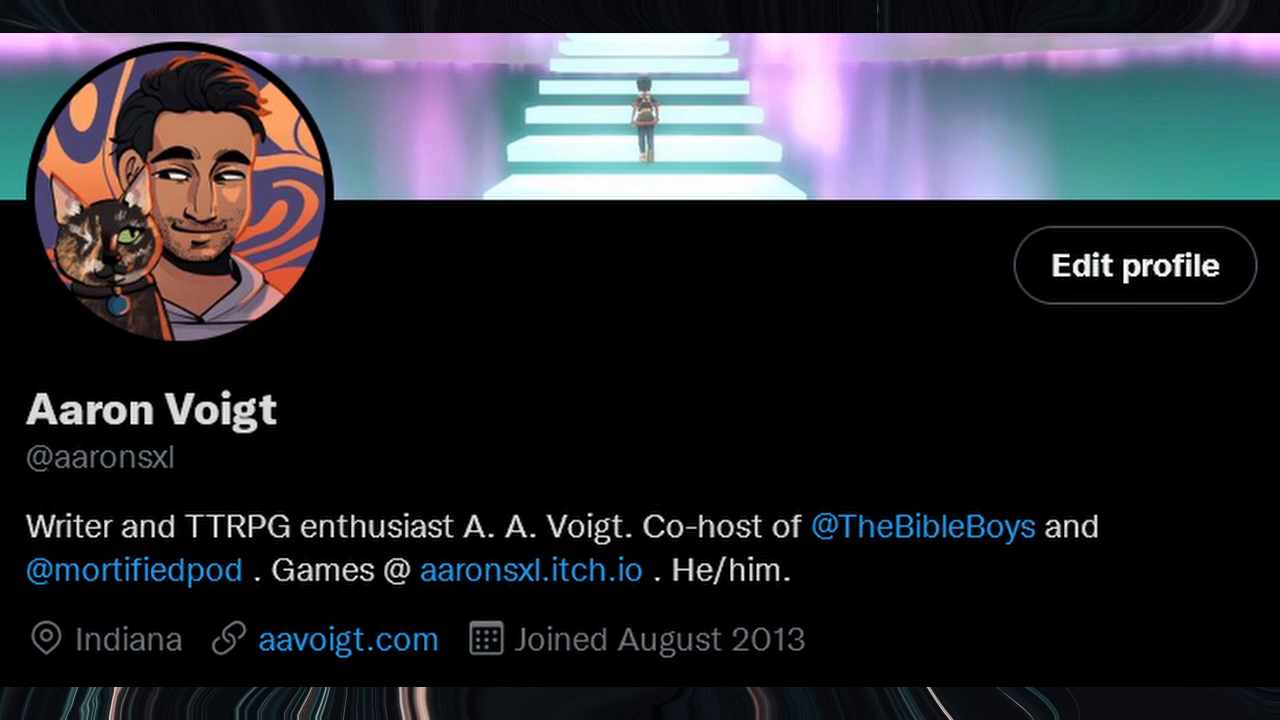 Edit profile
Aaron Voigt
@aaronsxl
Writer and TTRPG enthusiast A. A. Voigt. Co-host of @TheBibleBoys and
@mortifiedpod . Games @ aaronsxl.itch.io . He/him.
Indiana aavoigt.com Joined August 2013